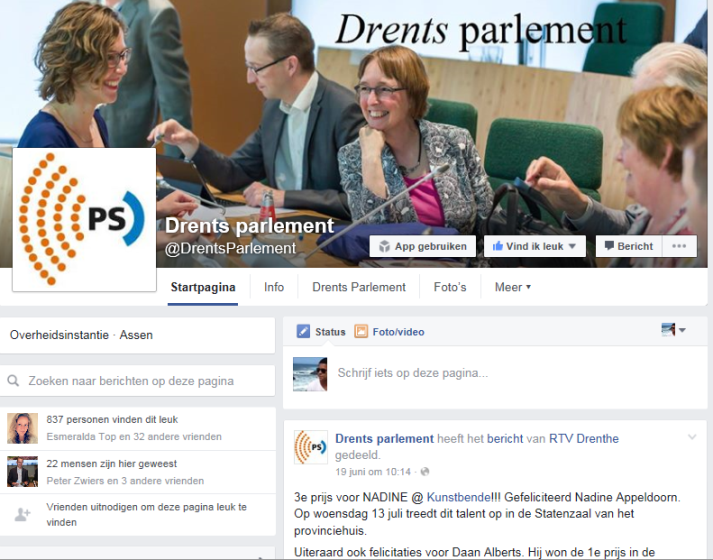 Drents parlement
PS
Drents parlement
@DrentsParlement
App gebruiken
Vind ik leuk
Bericht
Startpagina
Info
Drents Parlement
Foto's
Meer
Overheidsinstantie · Assen
Zoeken naar berichten op deze pagina
837 personen vinden dit leuk
Esmeralda Top en 32 andere vrienden
22 mensen zijn hier geweest
Peter Zwiers en 3 andere vrienden
Vrienden uitnodigen om deze pagina leuk te
vinden
Status
Foto/video
Schrijf iets op deze pagina...
PS
Drents parlement heeft het bericht van RTV Drenthe
gedeeld.
19 juni om 10:14 ·
3e prijs voor NADINE @ Kunstbende!!! Gefeliciteerd Nadine Appeldoorn.
Op woensdag 13 juli treedt dit talent op in de Statenzaal van het
provinciehuis.
Uiteraard ook felicitaties voor Daan Alberts. Hij won de 1e prijs in de